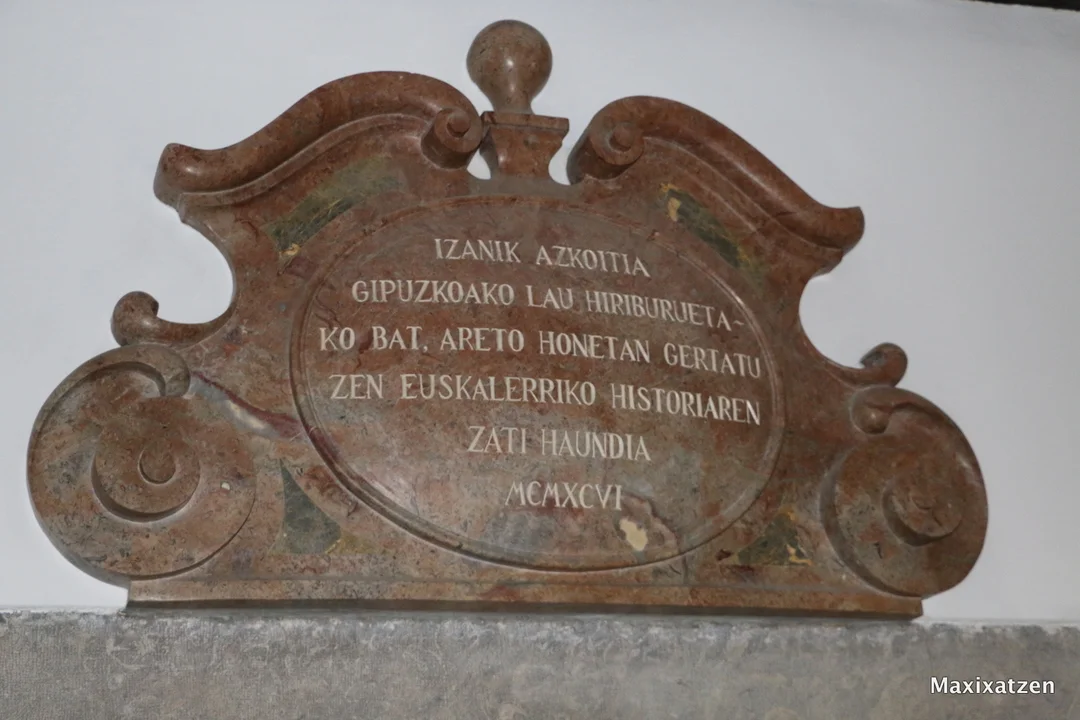 IZANIK AZKOITIA
GIPUZKOAKO LAU HIRIBURUETA-
KO BAT, ARETO HONETAN GERTATU
ZEN EUSKALERRIKO HISTORIAREN
ZATI HAUNDIA
MCMXCVI
Maxixatzen